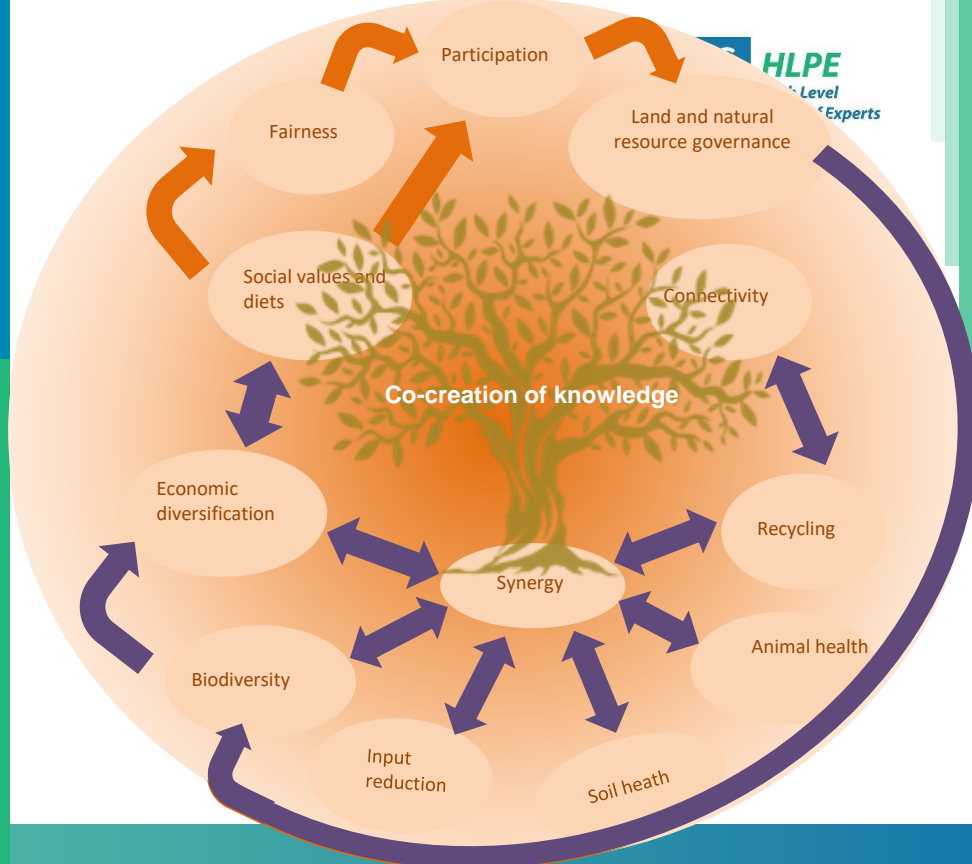 Participation
HLPE
Level
Experts
Fairness
Land and natural
resource governance
Social values and
diets
Connectivity
Co-creation of knowledge
Economic
diversification
Recycling
Synergy
Animal health
Biodiversity
Input
reduction
Soil heath